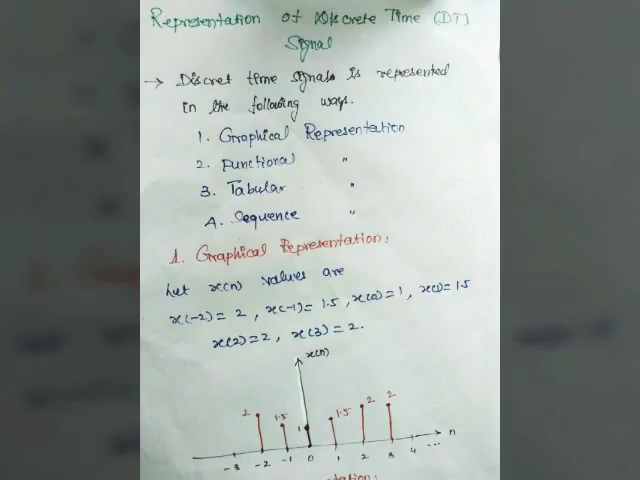 Representation of Discrete Time (DT)
Signal
→ Discret time signals is represented
in the following ways.
1. Graphical Representation
2. Functional "
3. Tabular "
4. Sequence "
1. Graphical Representation:
Let x(n) values are
x(-2) = 2, x(-1) = 1.5, x(0) = 1, x(1) = 1.5
x(2) = 2, x(3) = 2.
x(n)
2 1.5 1 1.5 2 2
-3 -2 -1 0 1 2 3 4 ... n